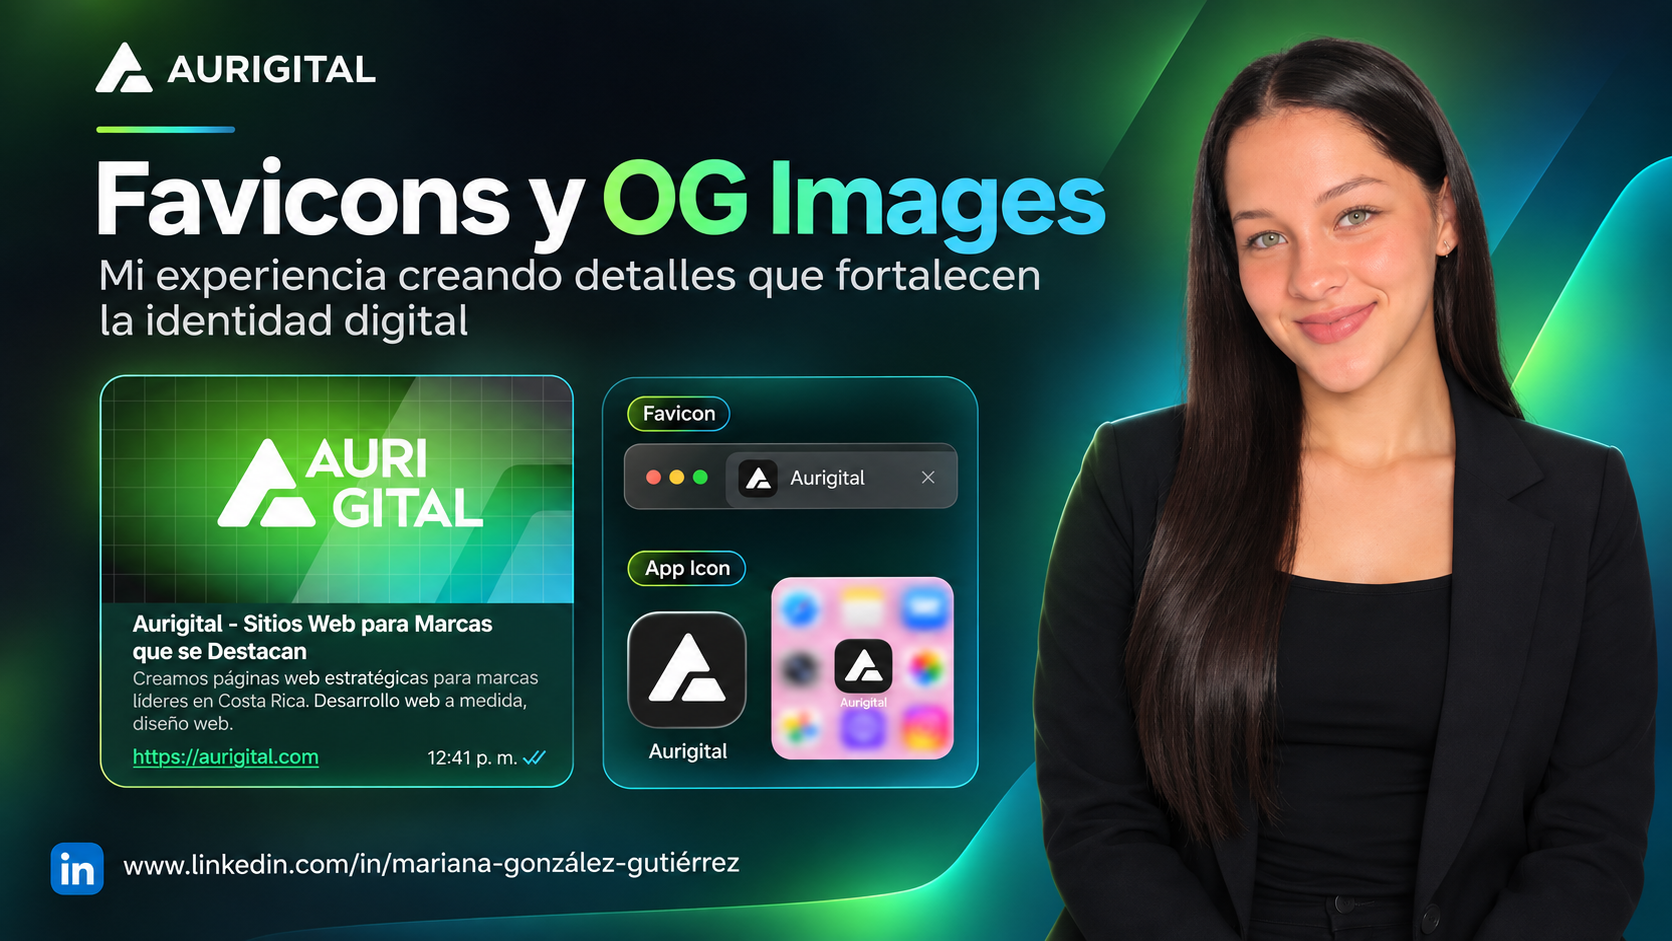 AURIGITAL
Favicons y OG Images
Mi experiencia creando detalles que fortalecen
la identidad digital
AURI
GITAL
Aurigital - Sitios Web para Marcas
que se Destacan
Creamos páginas web estratégicas para marcas
líderes en Costa Rica. Desarrollo web a medida,
diseño web.
https://aurigital.com
12:41 p. m.
Favicon
Aurigital
App Icon
Aurigital
Aurigital
in
www.linkedin.com/in/mariana-gonzález-gutiérrez